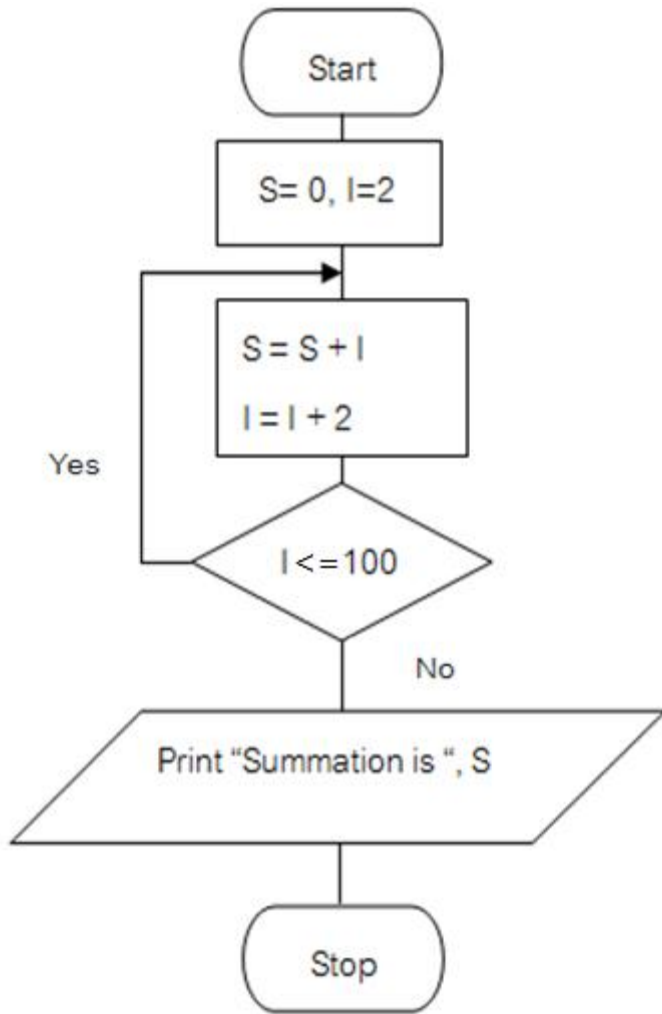 Start
S= 0, I=2
S = S + I
I = I + 2
Yes
I <=100
No
Print “Summation is “, S
Stop